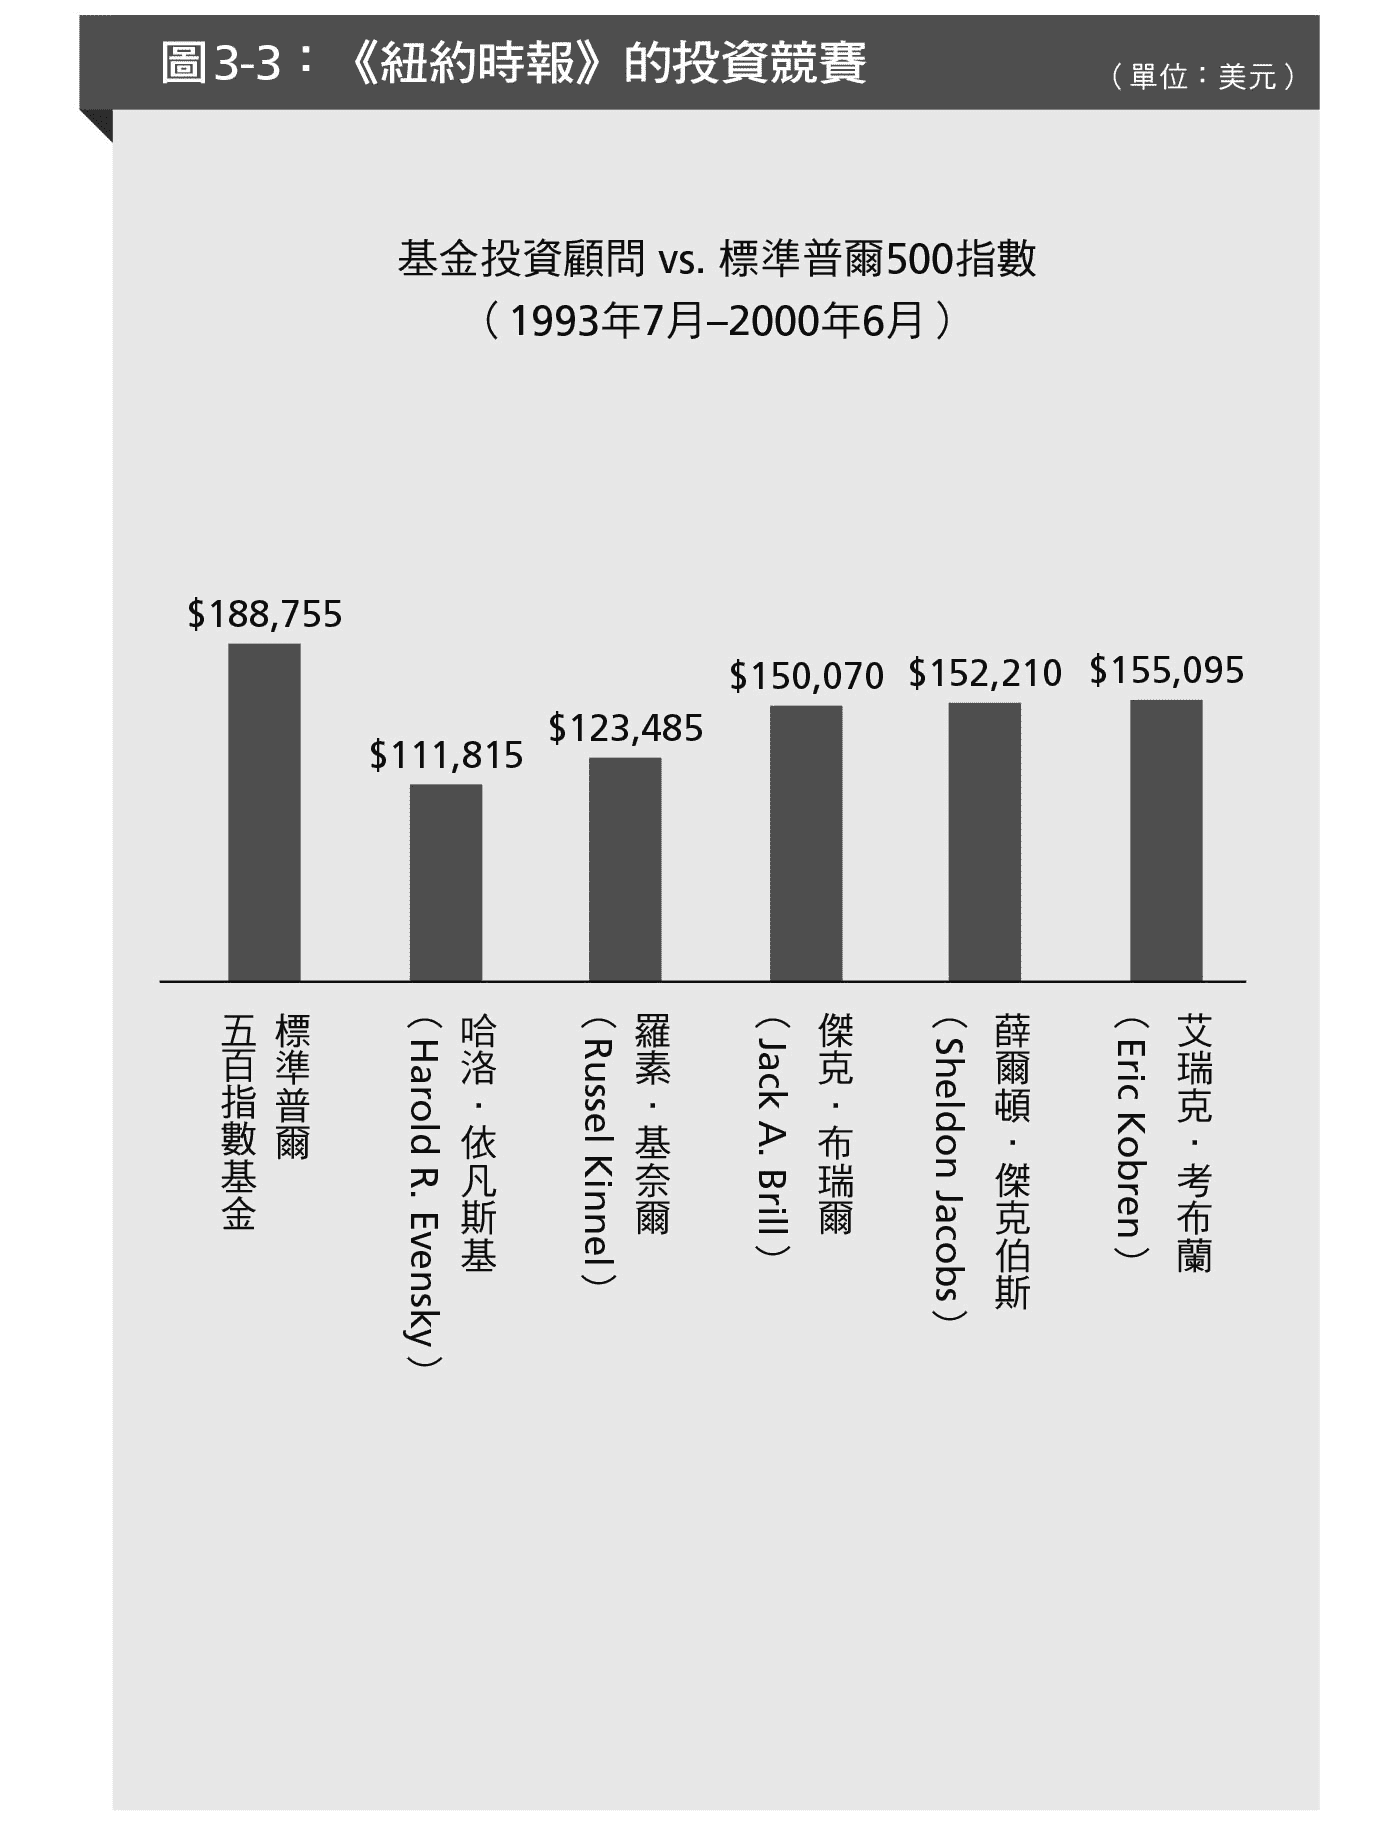 圖3-3：《紐約時報》的投資競賽
（單位：美元）
基金投資顧問 vs. 標準普爾500指數
（1993年7月–2000年6月）
$188,755
$111,815
$123,485
$150,070
$152,210
$155,095
標準普爾
五百指數基金
哈洛．依凡斯基
（Harold R. Evensky）
羅素．基奈爾
（Russel Kinnel）
傑克．布瑞爾
（Jack A. Brill）
薛爾頓．傑克伯斯
（Sheldon Jacobs）
艾瑞克．考布蘭
（Eric Kobren）